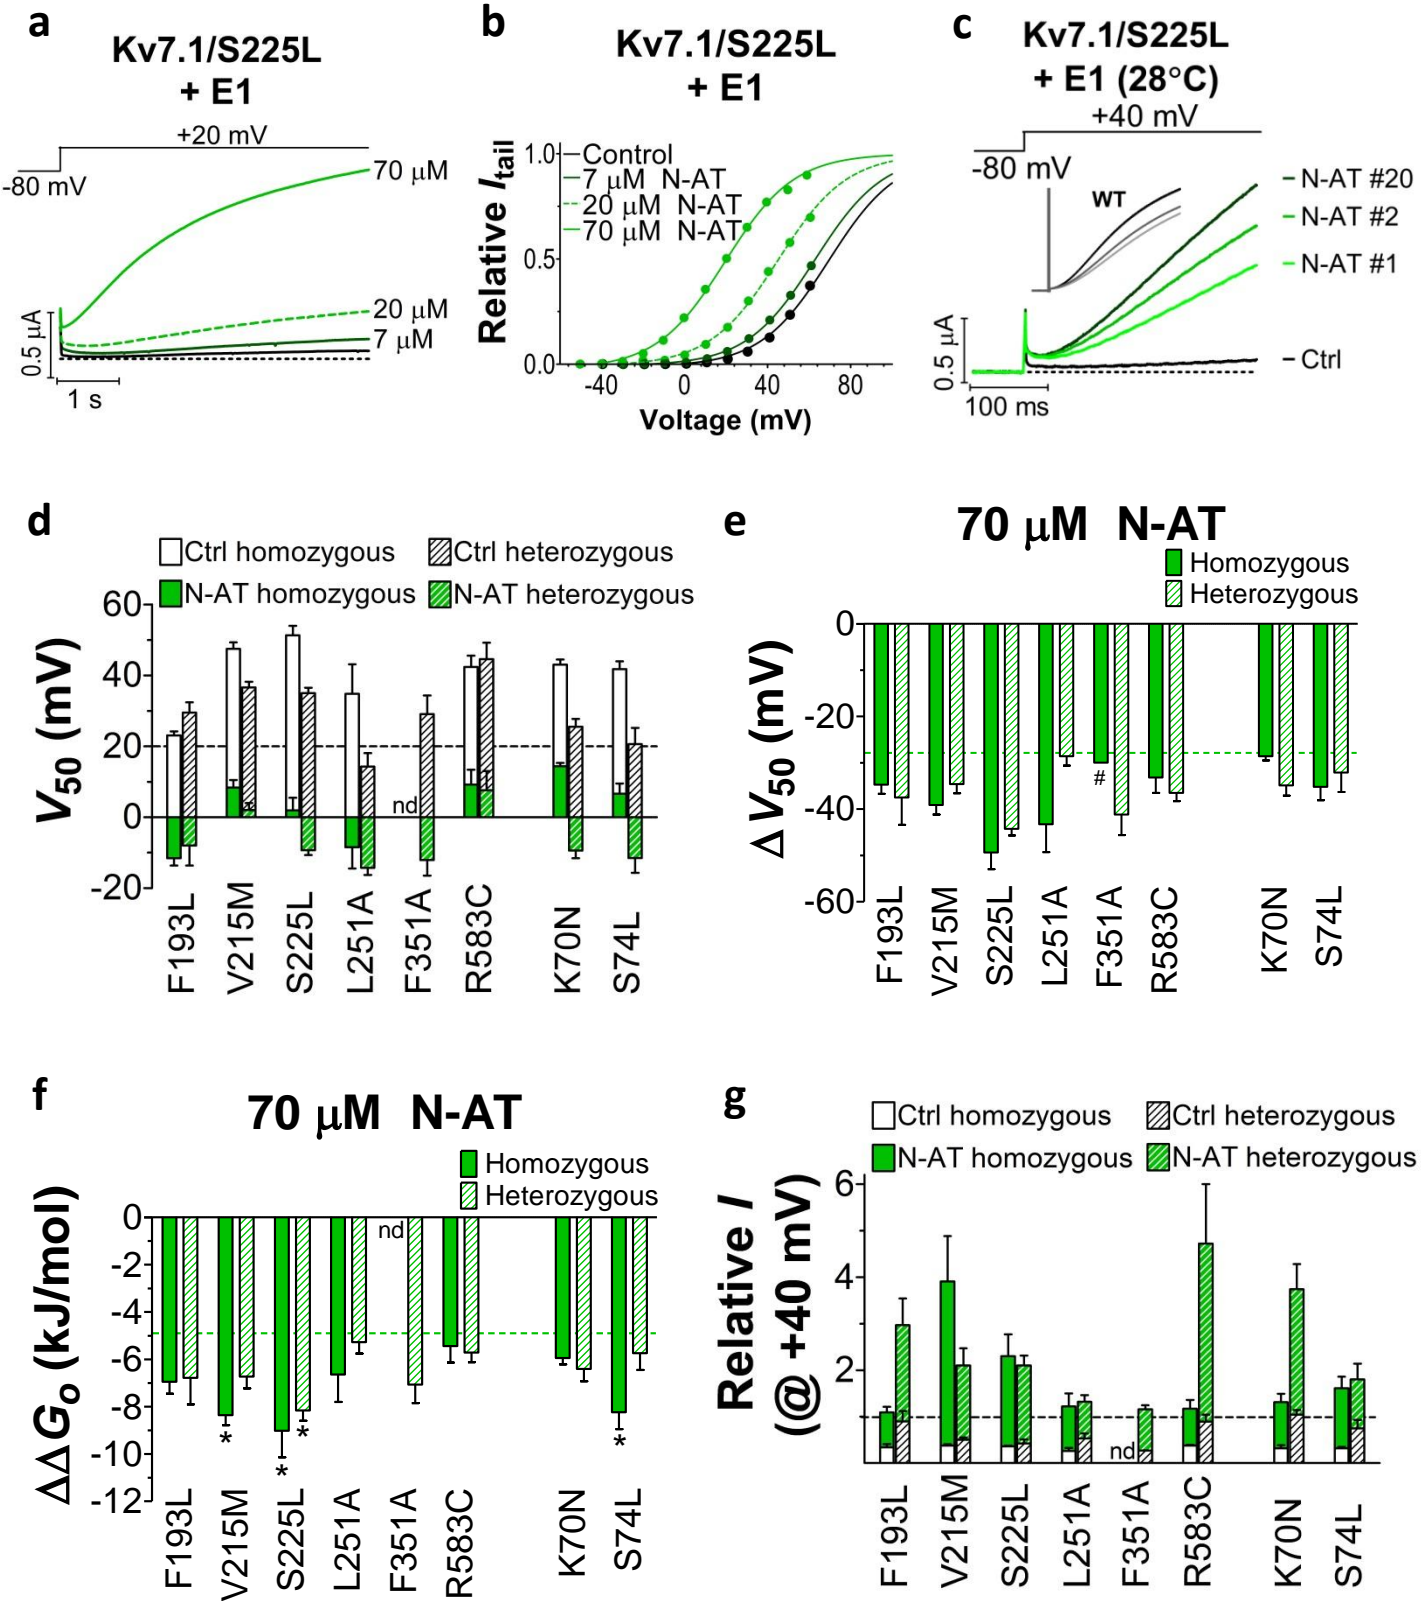 a
Kv7.1/S225L
+ E1
+20 mV
-80 mV
70 μM
20 μM
7 μM
0.5 μA
1 s
b
Kv7.1/S225L
+ E1
Relative Itail
1.0
0.5
0.0
Control
7 μM N-AT
20 μM N-AT
70 μM N-AT
-40
0
40
80
Voltage (mV)
c
Kv7.1/S225L
+ E1 (28°C)
+40 mV
-80 mV
WT
N-AT #20
N-AT #2
N-AT #1
Ctrl
0.5 μA
100 ms
d
Ctrl homozygous
Ctrl heterozygous
N-AT homozygous
N-AT heterozygous
V50 (mV)
60
40
20
0
-20
nd
F193L
V215M
S225L
L251A
F351A
R583C
K70N
S74L
e
70 μM N-AT
Homozygous
Heterozygous
ΔV50 (mV)
0
-20
-40
-60
#
F193L
V215M
S225L
L251A
F351A
R583C
K70N
S74L
f
70 μM N-AT
Homozygous
Heterozygous
ΔΔGo (kJ/mol)
0
-2
-4
-6
-8
-10
-12
nd
*
*
*
*
F193L
V215M
S225L
L251A
F351A
R583C
K70N
S74L
g
Ctrl homozygous
Ctrl heterozygous
N-AT homozygous
N-AT heterozygous
Relative I
(@ +40 mV)
6
4
2
nd
F193L
V215M
S225L
L251A
F351A
R583C
K70N
S74L